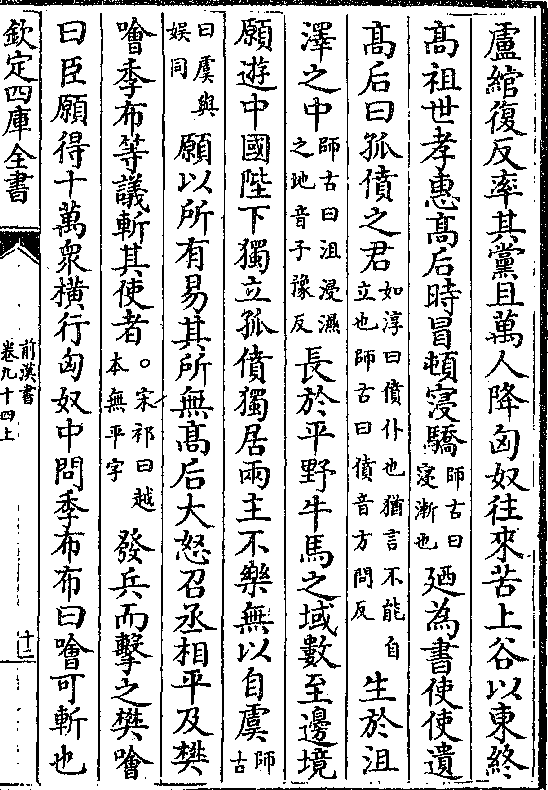 盧綰復反率其黨且萬人降匈奴往來苦上谷以東終
高祖世孝惠高后時冒頓寖驕師古曰寖漸也廼為書使使遺
高后曰孤僨之君如淳曰僨仆也猶言不能自立也師古曰僨音方問反生於沮
澤之中師古曰沮浸濕之地音子豫反長於平野牛馬之域數至邊境
願遊中國陛下獨立孤僨獨居兩主不樂無以自虞師古
曰虞與娯同願以所有易其所無高后大怒召丞相平及樊
噲季布等議斬其使者。宋祁曰越本無平字發兵而擊之樊噲
曰臣願得十萬衆橫行匈奴中問季布布曰噲可斬也
欽定四庫全書
前漢書
卷九十四上
十二